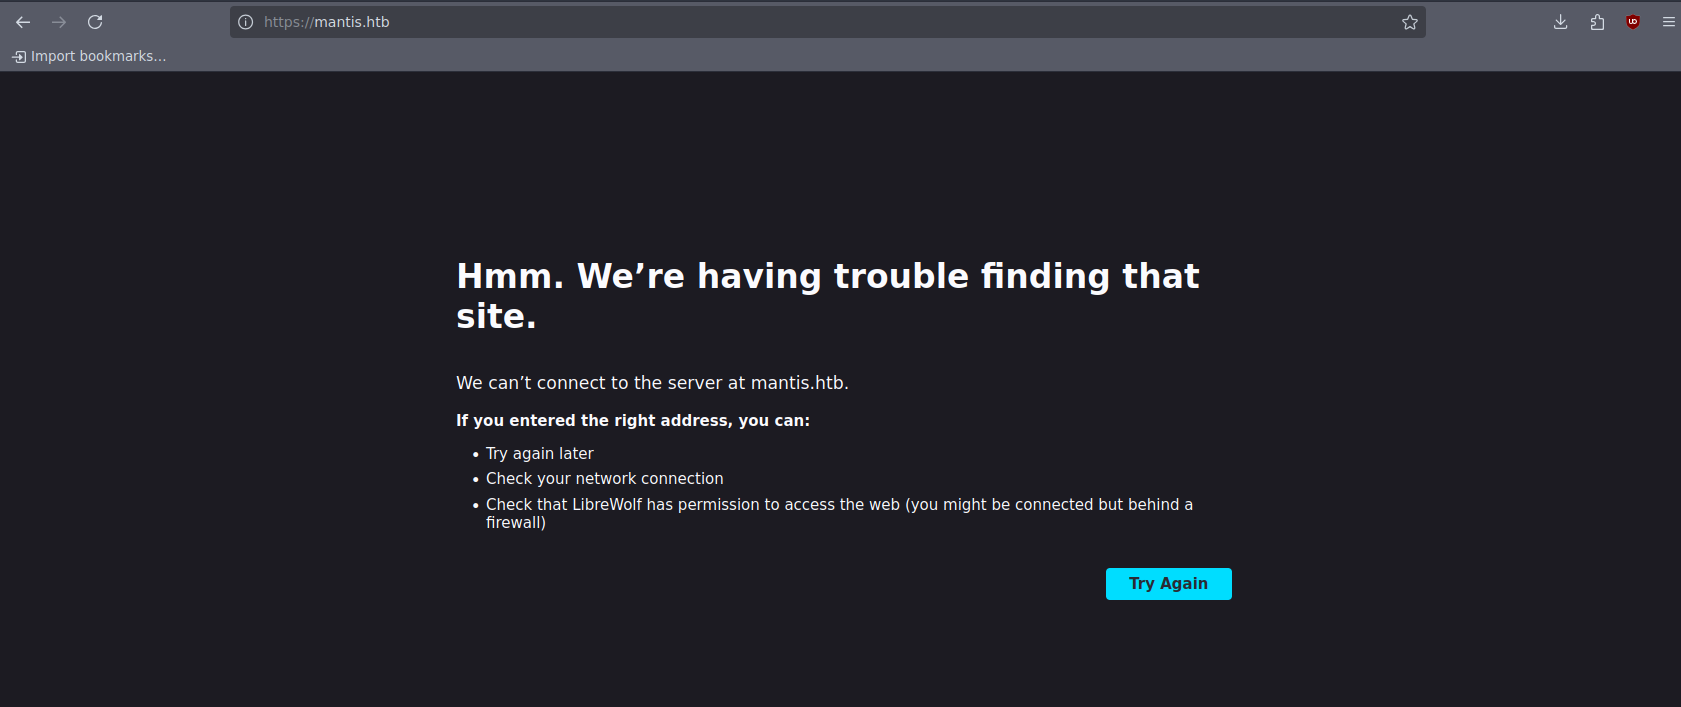 https://mantis.htb
Import bookmarks...
Hmm. We’re having trouble finding that
site.
We can’t connect to the server at mantis.htb.
If you entered the right address, you can:
• Try again later
• Check your network connection
• Check that LibreWolf has permission to access the web (you might be connected but behind a
firewall)
Try Again